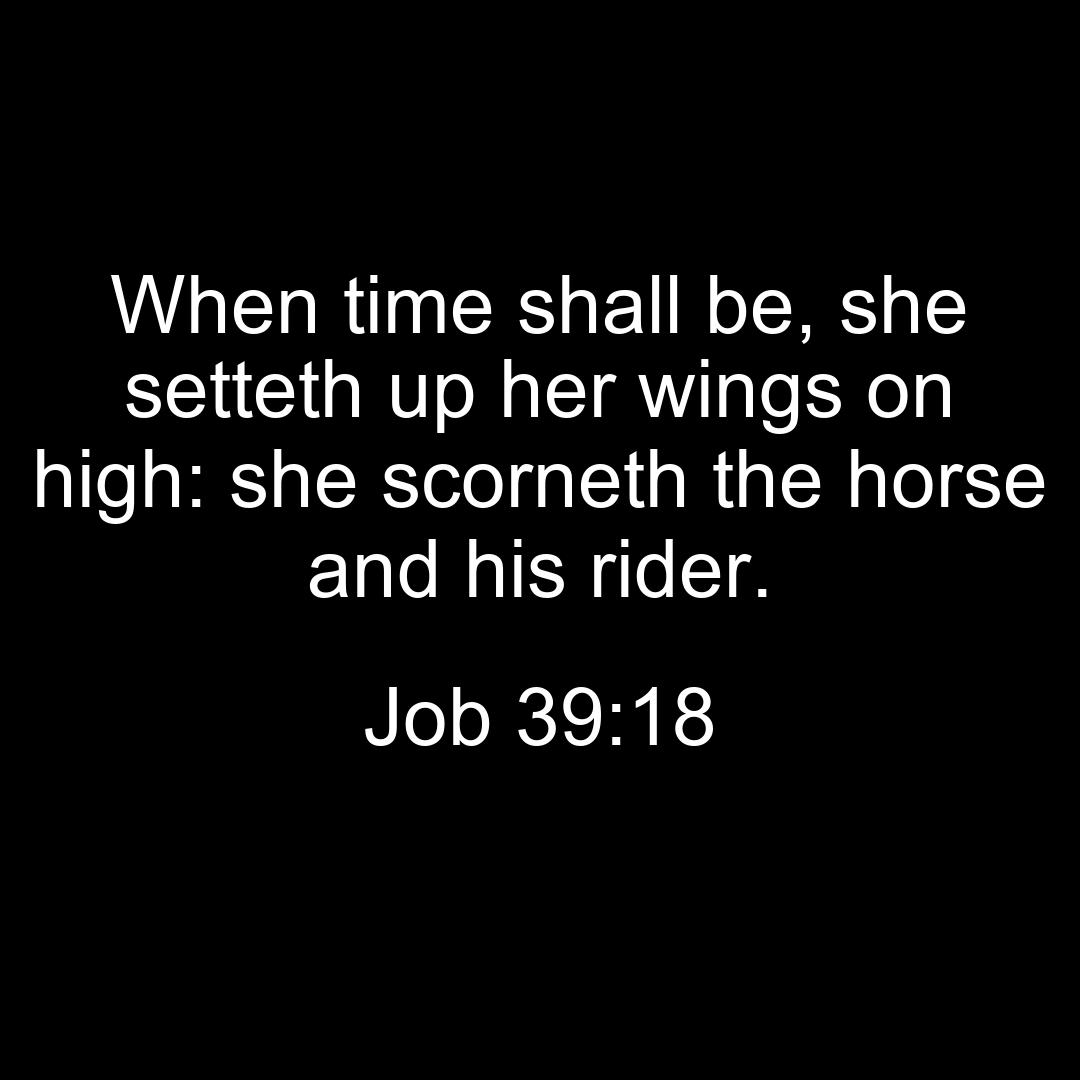 When time shall be, she
setteth up her wings on
high: she scorneth the horse
and his rider.
Job 39:18